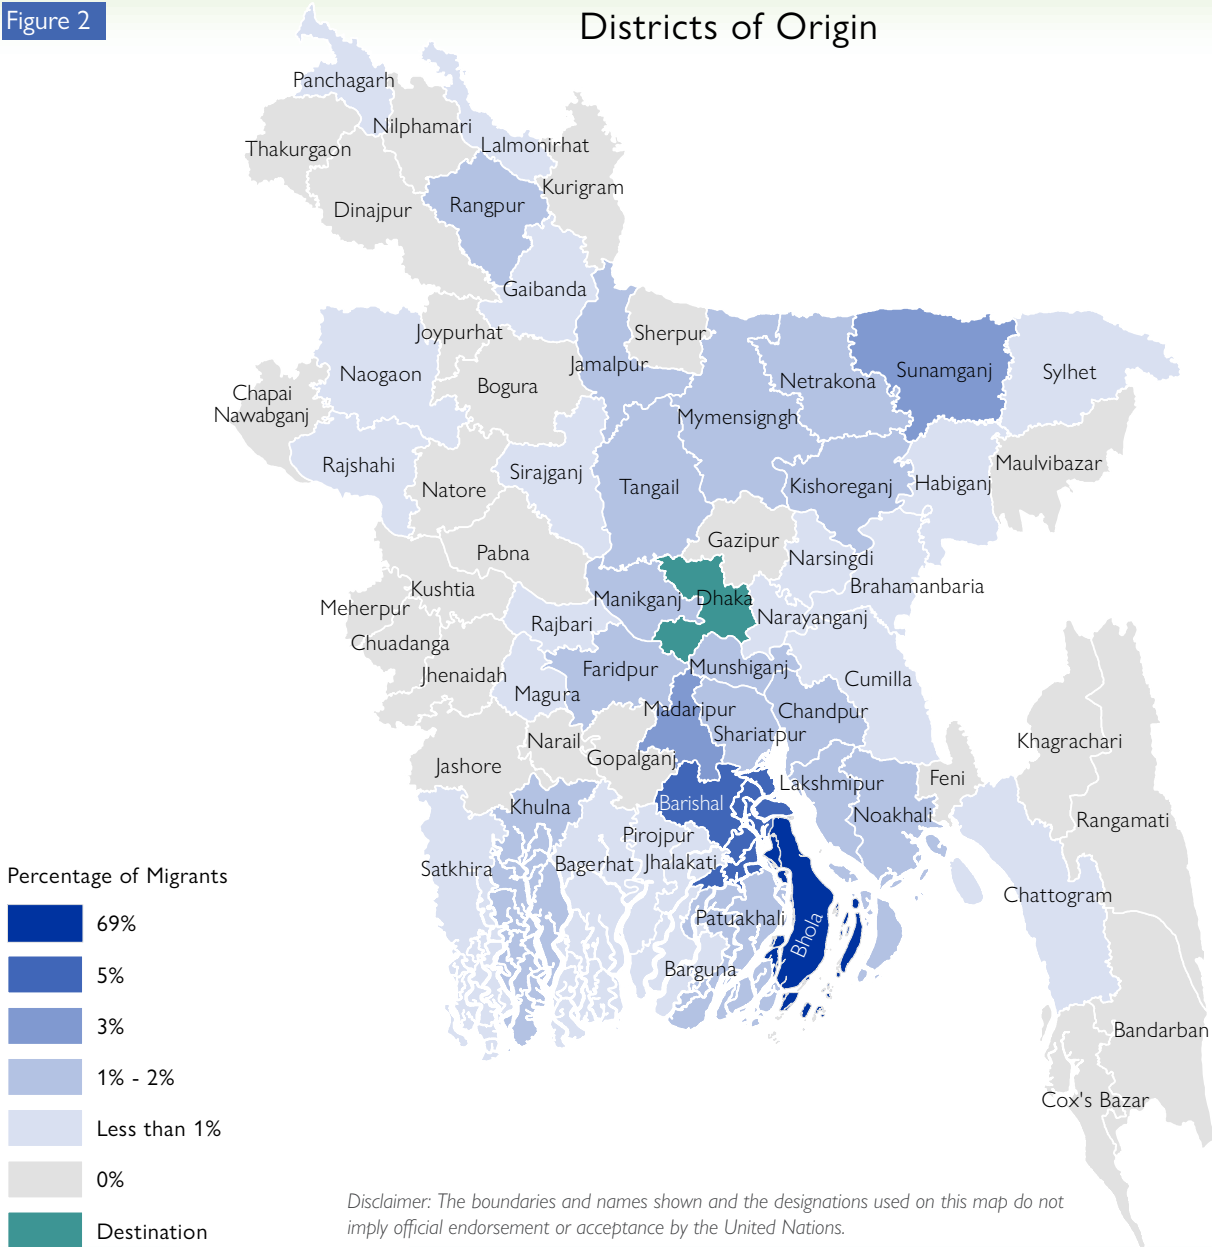 Figure 2
Districts of Origin
Panchagarh
Nilphamari
Thakurgaon
Lalmonirhat
Kurigram
Dinajpur
Rangpur
Gaibanda
Joypurhat
Sherpur
Jamalpur
Naogaon
Bogura
Netrakona
Sunamganj
Sylhet
Chapai
Nawabganj
Mymensigngh
Rajshahi
Sirajganj
Natore
Tangail
Kishoreganj
Habiganj
Maulvibazar
Pabna
Gazipur
Narsingdi
Brahamanbaria
Kushtia
Meherpur
Manikganj
Dhaka
Narayanganj
Rajbari
Chuadanga
Jhenaidah
Faridpur
Munshiganj
Cumilla
Magura
Madaripur
Chandpur
Shariatpur
Narail
Gopalganj
Jashore
Khagrachari
Feni
Lakshmipur
Barishal
Khulna
Noakhali
Rangamati
Pirojpur
Satkhira
Bagerhat
Jhalakati
Chattogram
Patuakhali
Bhola
Barguna
Bandarban
Cox's Bazar
Percentage of Migrants
69%
5%
3%
1% - 2%
Less than 1%
0%
Destination
Disclaimer: The boundaries and names shown and the designations used on this map do not
imply official endorsement or acceptance by the United Nations.